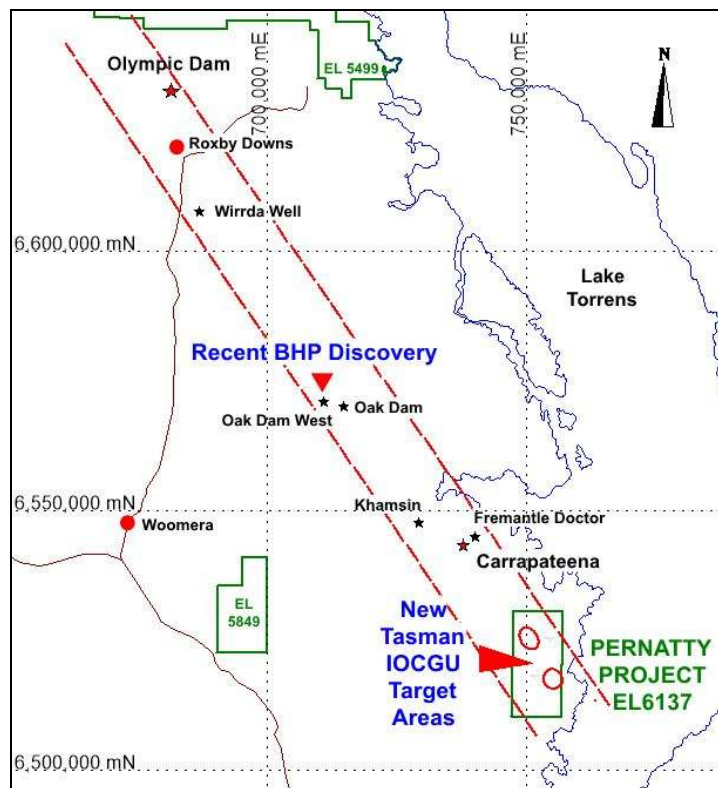 Olympic Dam
EL 5499
700,000 mE
750,000 mE
N
Roxby Downs
Wirrda Well
6,600,000 mN
Lake
Torrens
Recent BHP Discovery
Oak Dam West
Oak Dam
6,550,000 mN
Khamsin
Fremantle Doctor
Woomera
Carrapateena
EL
5849
New
Tasman
IOCGU
Target
Areas
PERNATTY
PROJECT
EL6137
6,500,000 mN